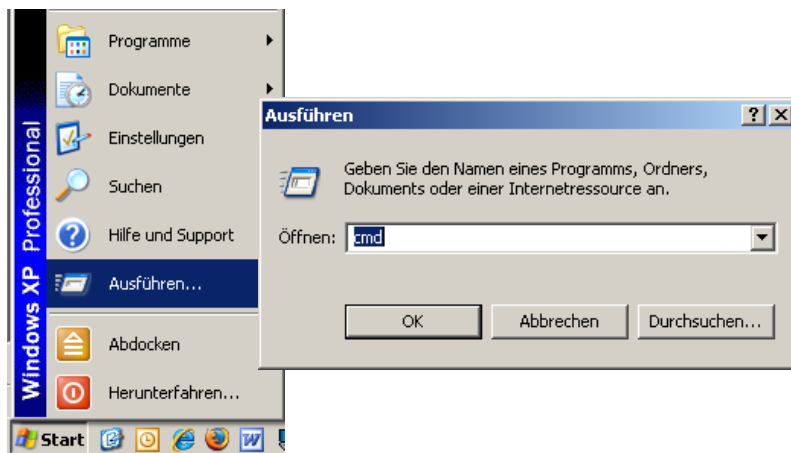 Programme
Dokumente
Einstellungen
Suchen
Hilfe und Support
Ausführen...
Abdocken
Herunterfahren...
Windows XP Professional
Start
Ausführen
Geben Sie den Namen eines Programms, Ordners,
Dokuments oder einer Internetressource an.
Öffnen: cmd
OK Abbrechen Durchsuchen...